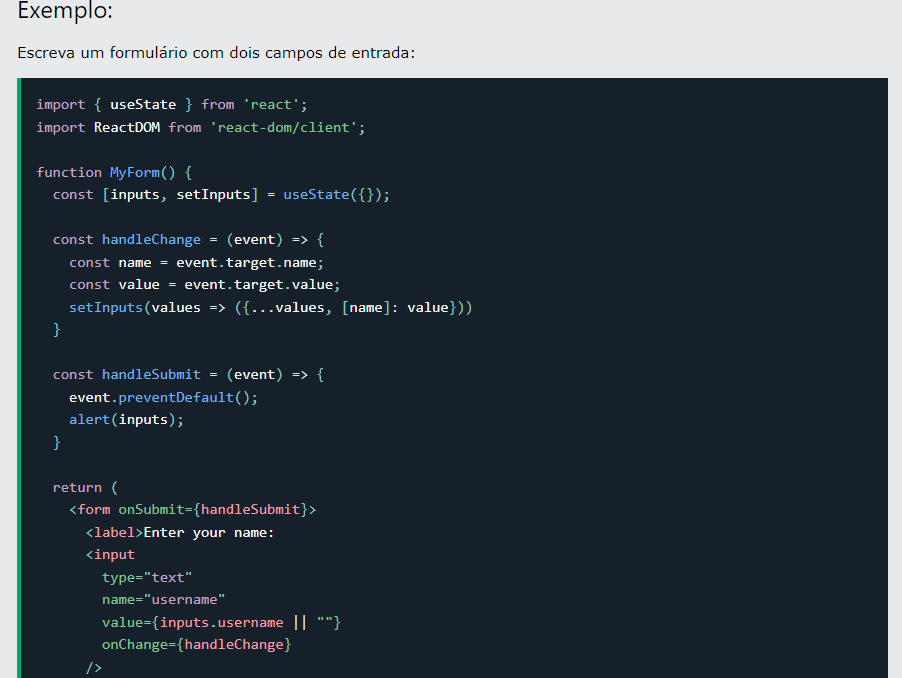 Exemplo:
Escreva um formulário com dois campos de entrada:
import { useState } from 'react';
import ReactDOM from 'react-dom/client';

function MyForm() {
  const [inputs, setInputs] = useState({});

  const handleChange = (event) => {
    const name = event.target.name;
    const value = event.target.value;
    setInputs(values => ({...values, [name]: value}))
  }

  const handleSubmit = (event) => {
    event.preventDefault();
    alert(inputs);
  }

  return (
    <form onSubmit={handleSubmit}>
      <label>Enter your name:
      <input
        type="text"
        name="username"
        value={inputs.username || ""}
        onChange={handleChange}
      />